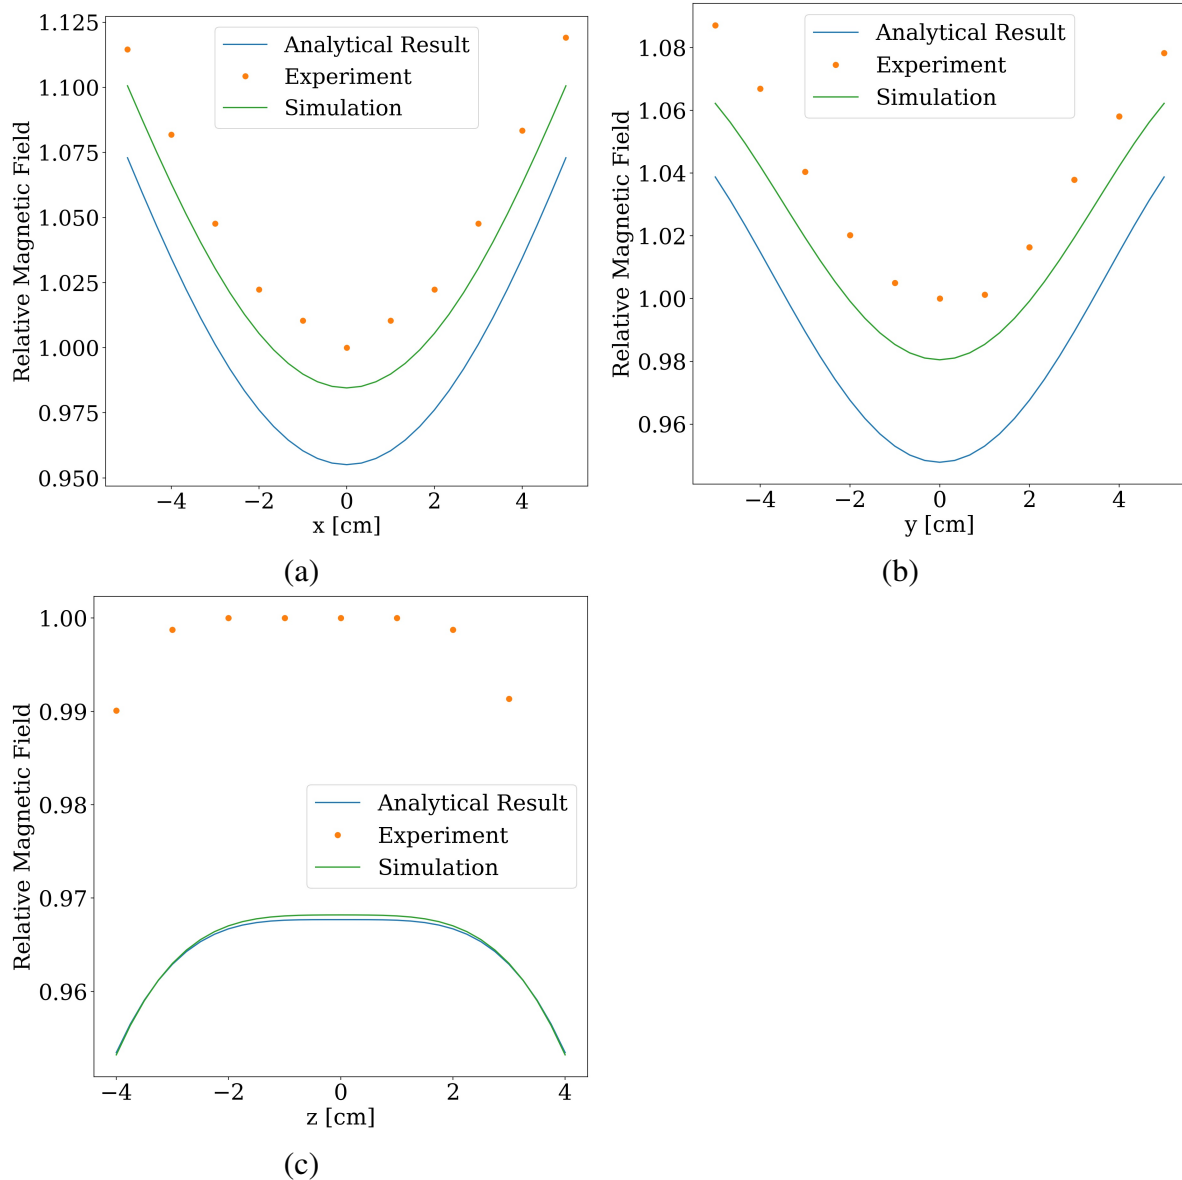 1.125
1.100
1.075
1.050
1.025
1.000
0.975
0.950
Relative Magnetic Field
Analytical Result
Experiment
Simulation
−4 −2 0 2 4
x [cm]
(a)
1.08
1.06
1.04
1.02
1.00
0.98
0.96
Relative Magnetic Field
Analytical Result
Experiment
Simulation
−4 −2 0 2 4
y [cm]
(b)
1.00
0.99
0.98
0.97
0.96
Relative Magnetic Field
Analytical Result
Experiment
Simulation
−4 −2 0 2 4
z [cm]
(c)